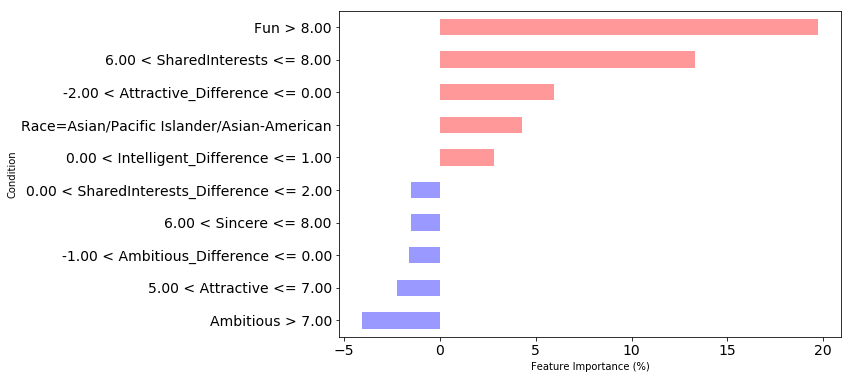 Fun > 8.00
6.00 < SharedInterests <= 8.00
-2.00 < Attractive_Difference <= 0.00
Race=Asian/Pacific Islander/Asian-American
0.00 < Intelligent_Difference <= 1.00
0.00 < SharedInterests_Difference <= 2.00
6.00 < Sincere <= 8.00
-1.00 < Ambitious_Difference <= 0.00
5.00 < Attractive <= 7.00
Ambitious > 7.00
Condition
−5 0 5 10 15 20
Feature Importance (%)